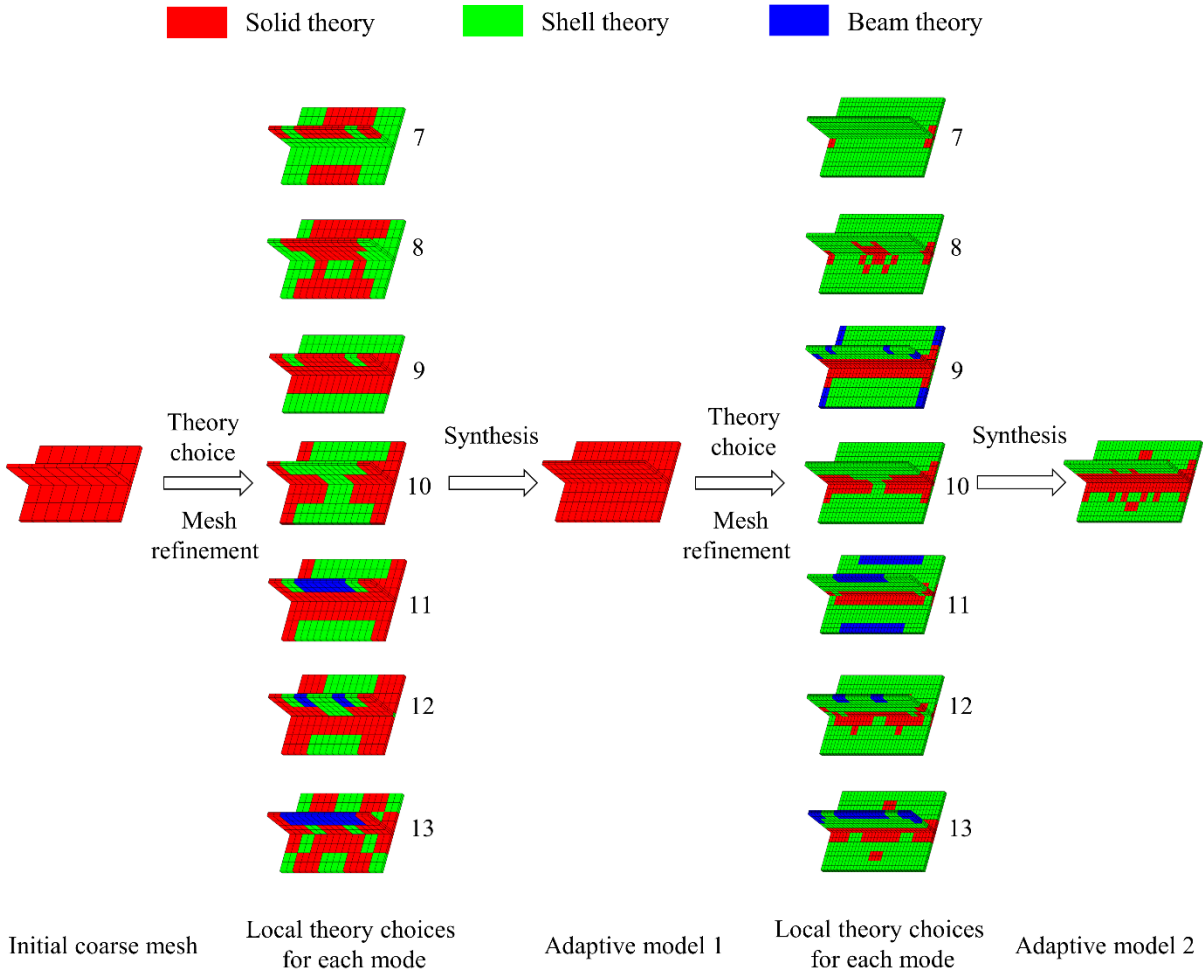 Solid theory
Shell theory
Beam theory
7
8
9
10
11
12
13
Theory
choice
Mesh
refinement
Synthesis
Theory
choice
Mesh
refinement
7
8
9
10
11
12
13
Synthesis
Initial coarse mesh
Local theory choices
for each mode
Adaptive model 1
Local theory choices
for each mode
Adaptive model 2